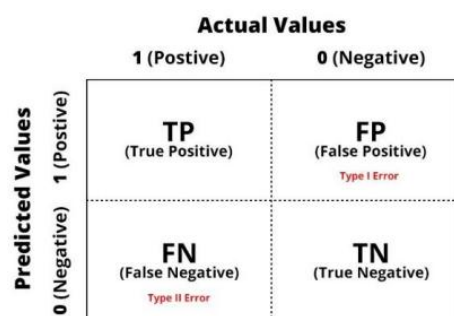 Actual Values
1 (Postive)
0 (Negative)
Predicted Values
1 (Postive)
0 (Negative)
TP
(True Positive)
FP
(False Positive)
Type I Error
FN
(False Negative)
Type II Error
TN
(True Negative)